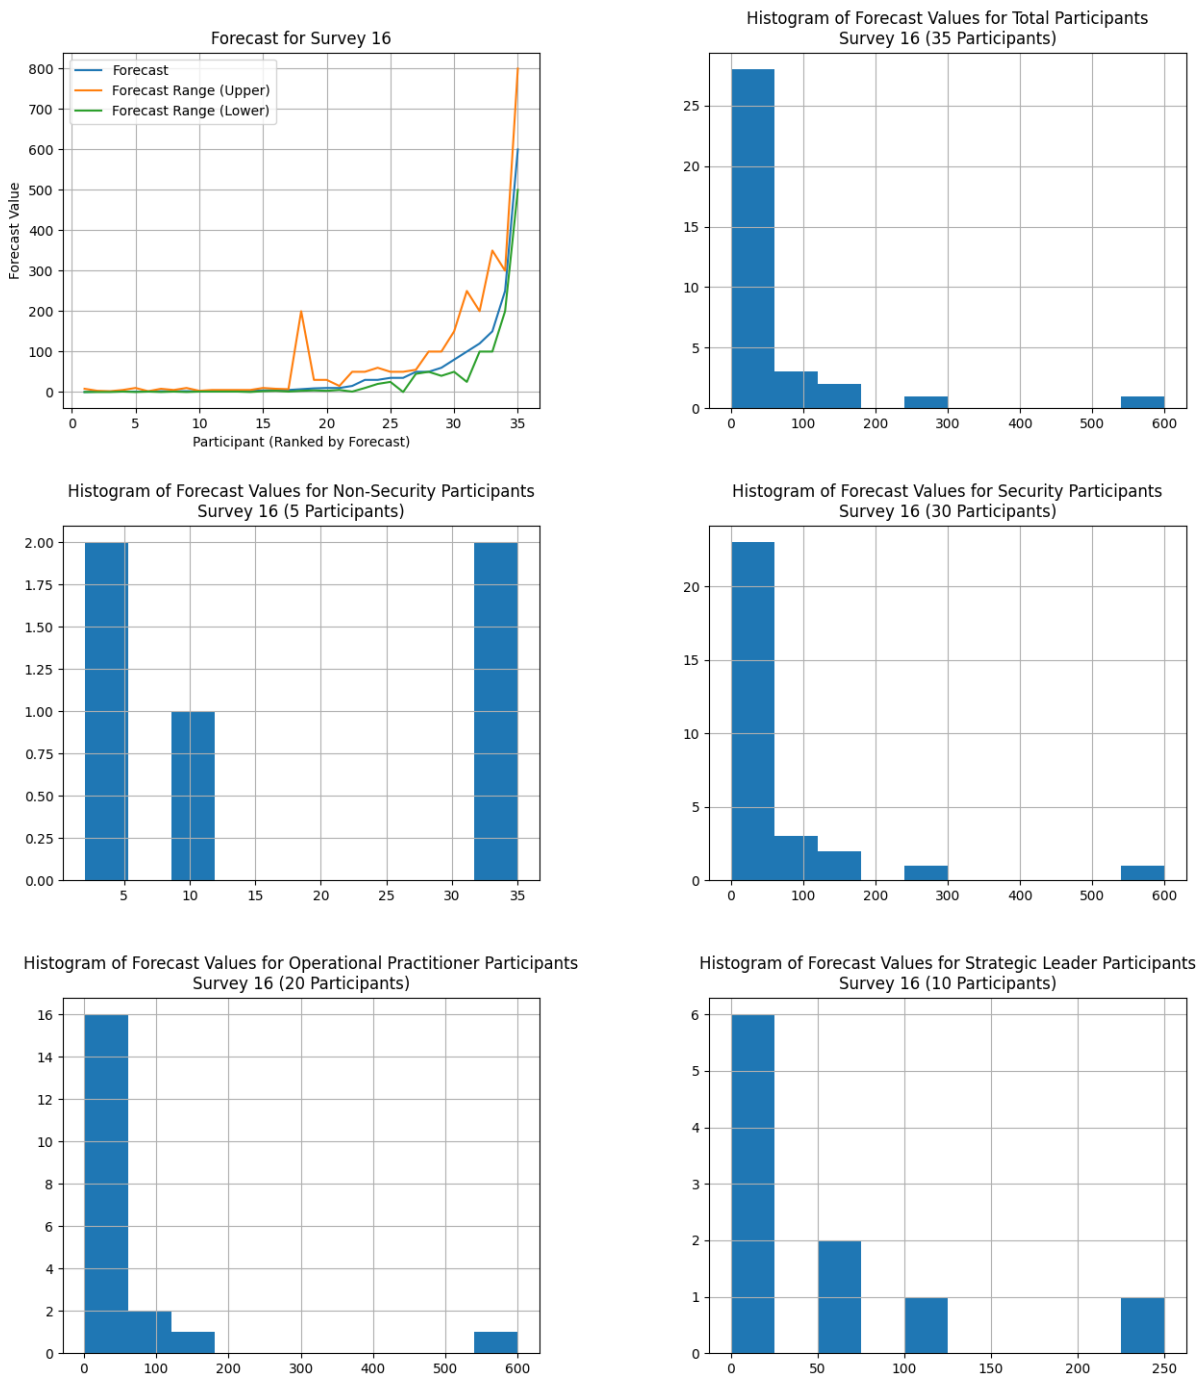 Forecast for Survey 16
Forecast
Forecast Range (Upper)
Forecast Range (Lower)
800
700
600
500
400
300
200
100
0
Forecast Value
0 5 10 15 20 25 30 35
Participant (Ranked by Forecast)
Histogram of Forecast Values for Total Participants
Survey 16 (35 Participants)
25
20
15
10
5
0
0 100 200 300 400 500 600
Histogram of Forecast Values for Non-Security Participants
Survey 16 (5 Participants)
2.00
1.75
1.50
1.25
1.00
0.75
0.50
0.25
0.00
5 10 15 20 25 30 35
Histogram of Forecast Values for Security Participants
Survey 16 (30 Participants)
20
15
10
5
0
0 100 200 300 400 500 600
Histogram of Forecast Values for Operational Practitioner Participants
Survey 16 (20 Participants)
16
14
12
10
8
6
4
2
0
0 100 200 300 400 500 600
Histogram of Forecast Values for Strategic Leader Participants
Survey 16 (10 Participants)
6
5
4
3
2
1
0
0 50 100 150 200 250